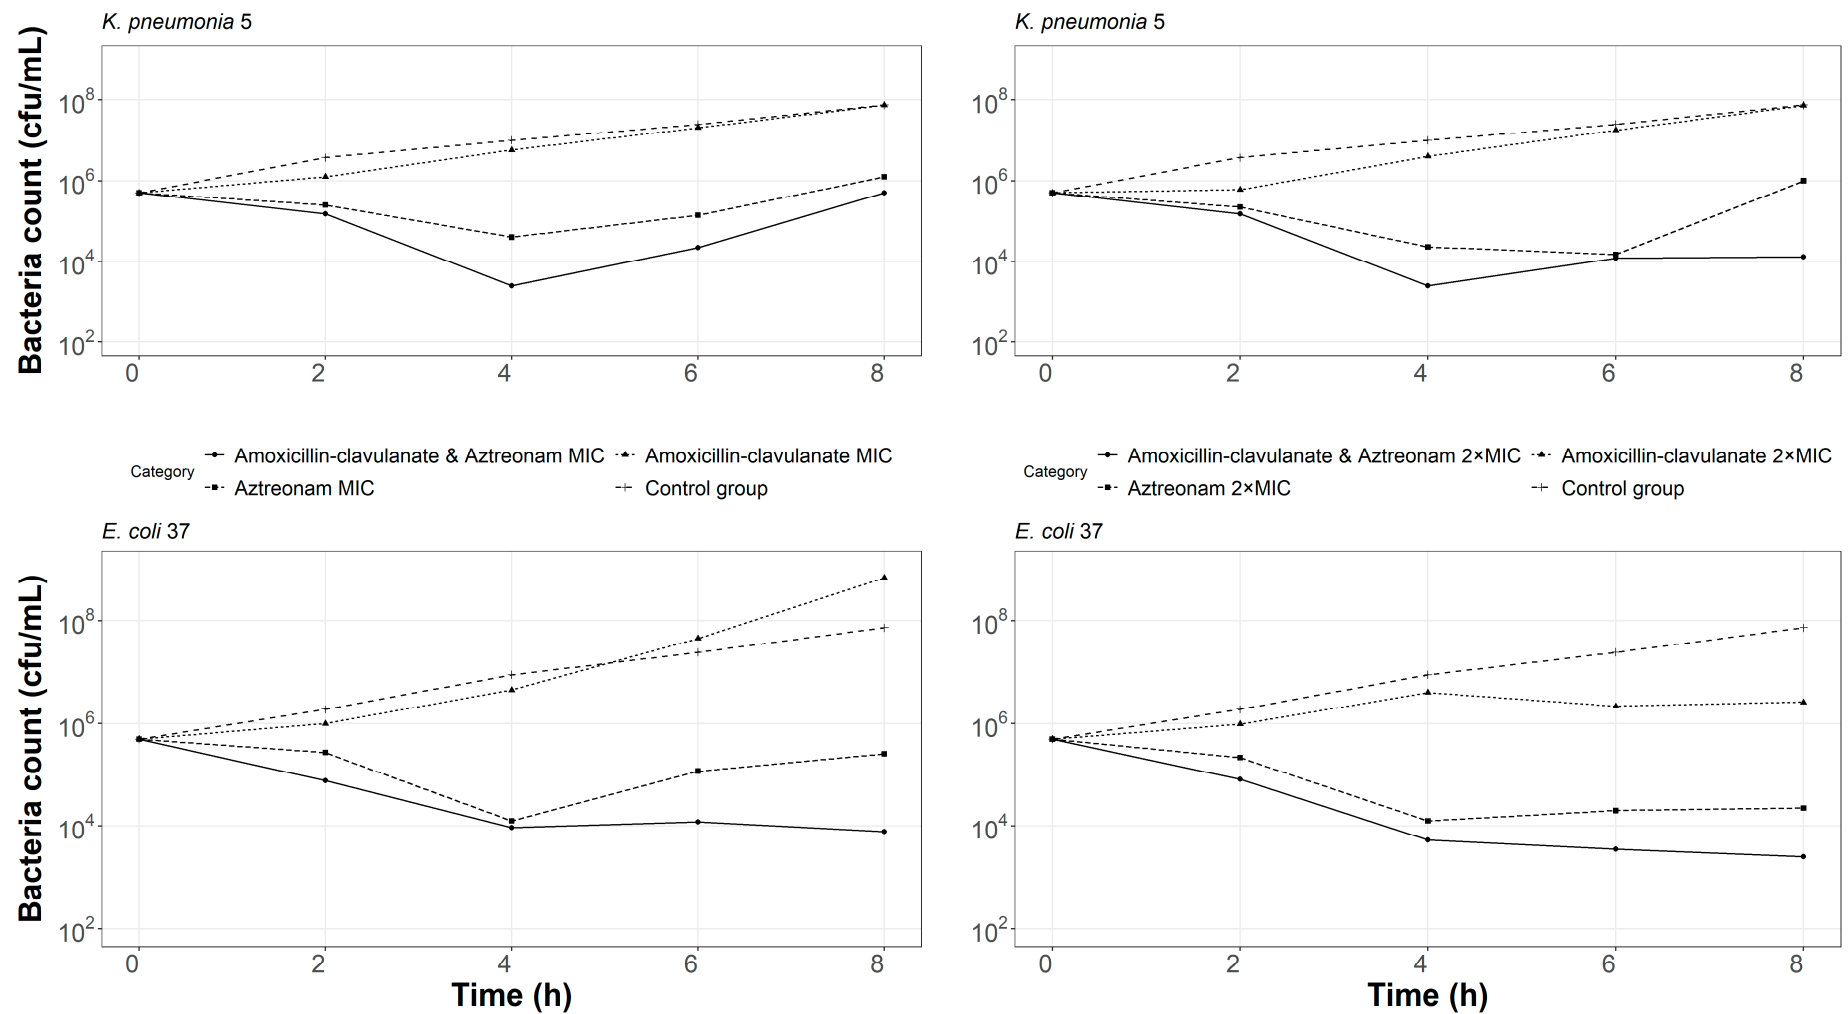 K. pneumonia 5
K. pneumonia 5
Bacteria count (cfu/mL)
10^8
10^6
10^4
10^2
0 2 4 6 8
10^8
10^6
10^4
10^2
0 2 4 6 8
Category
Amoxicillin-clavulanate & Aztreonam MIC
Amoxicillin-clavulanate MIC
Aztreonam MIC
Control group
Category
Amoxicillin-clavulanate & Aztreonam 2×MIC
Amoxicillin-clavulanate 2×MIC
Aztreonam 2×MIC
Control group
E. coli 37
E. coli 37
Bacteria count (cfu/mL)
10^8
10^6
10^4
10^2
0 2 4 6 8
Time (h)
10^8
10^6
10^4
10^2
0 2 4 6 8
Time (h)